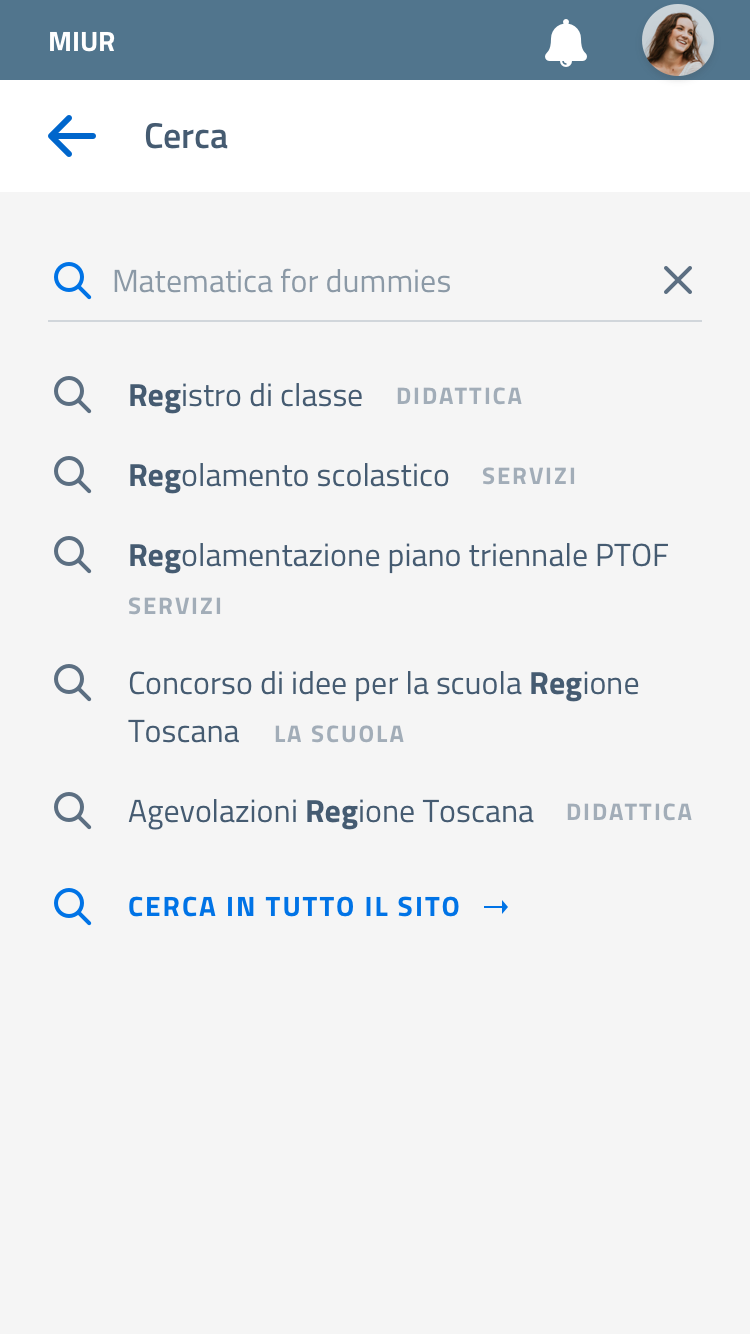 MIUR
Cerca
Matematica for dummies
Registro di classe DIDATTICA
Regolamento scolastico SERVIZI
Regolamentazione piano triennale PTOF
SERVIZI
Concorso di idee per la scuola Regione
Toscana LA SCUOLA
Agevolazioni Regione Toscana DIDATTICA
CERCA IN TUTTO IL SITO →